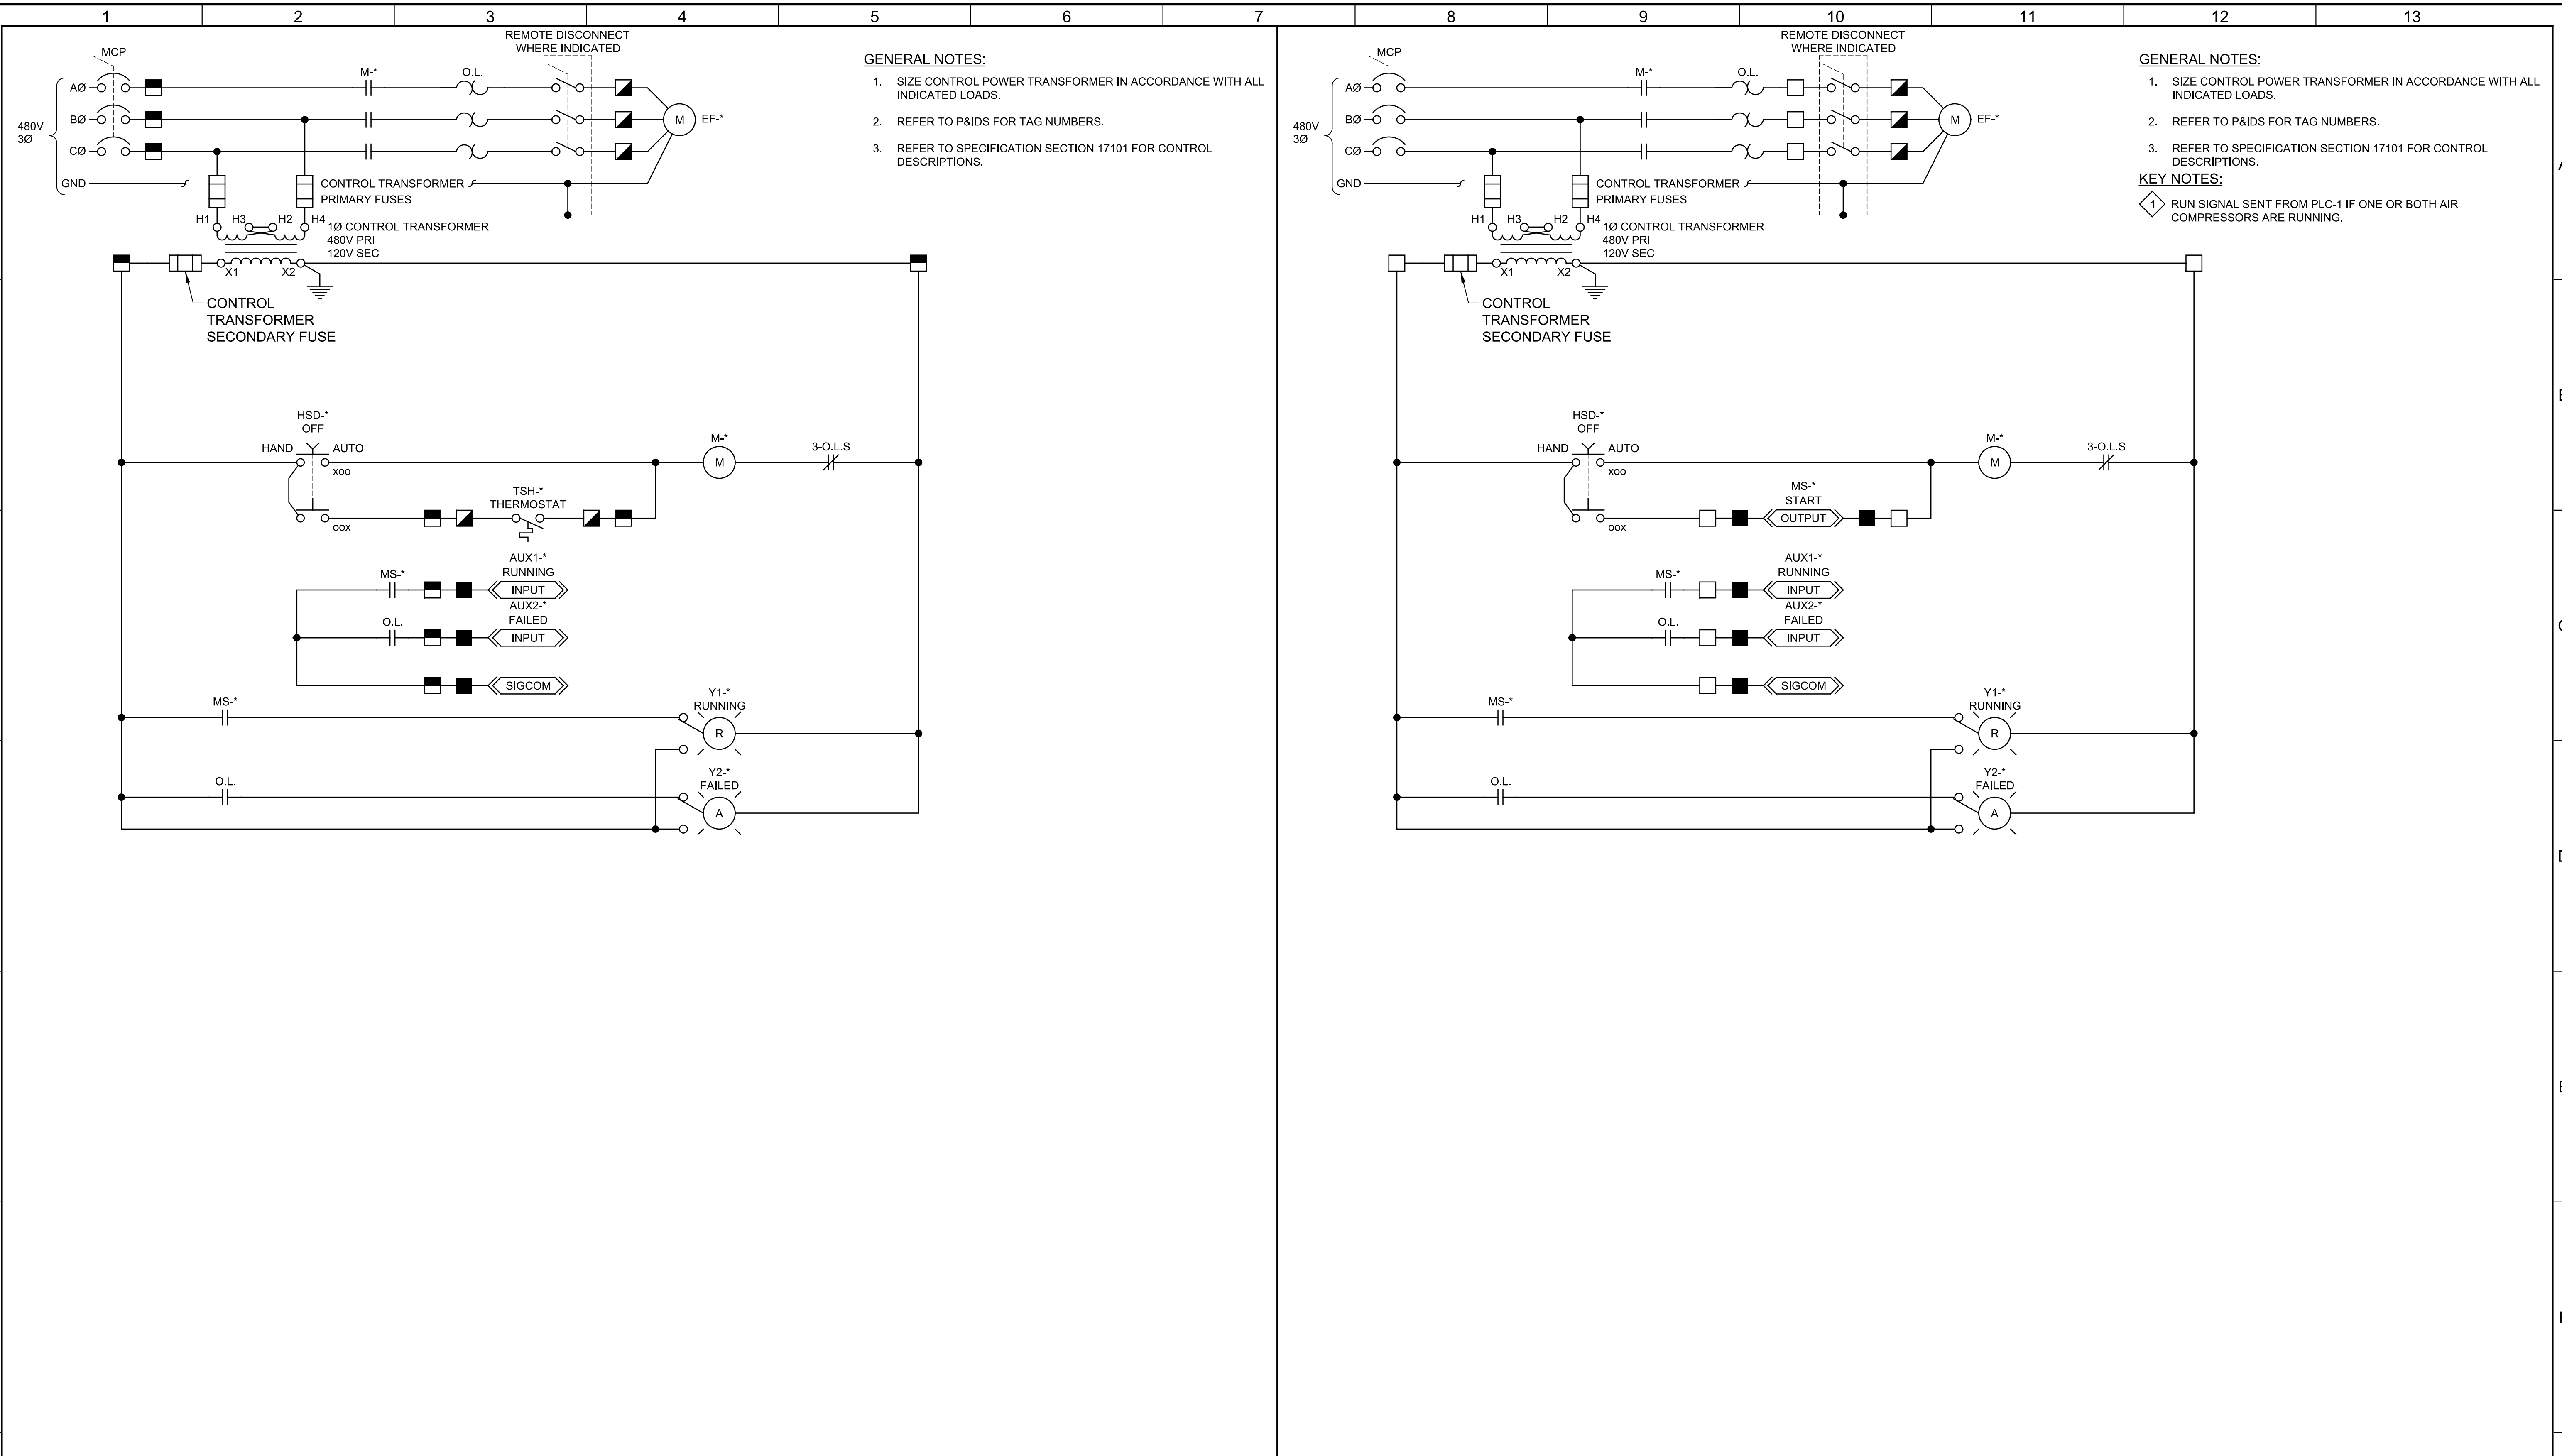 1 2 3 4 5 6 7 8 9 10 11 12 13
REMOTE DISCONNECT
WHERE INDICATED
MCP
M-*
O.L.
AØ
BØ
CØ
480V
3Ø
GND
M
EF-*
CONTROL TRANSFORMER
PRIMARY FUSES
H1 H3 H2 H4
1Ø CONTROL TRANSFORMER
480V PRI
120V SEC
X1 X2
CONTROL
TRANSFORMER
SECONDARY FUSE
GENERAL NOTES:
1. SIZE CONTROL POWER TRANSFORMER IN ACCORDANCE WITH ALL
INDICATED LOADS.
2. REFER TO P&IDS FOR TAG NUMBERS.
3. REFER TO SPECIFICATION SECTION 17101 FOR CONTROL
DESCRIPTIONS.
HSD-*
OFF
HAND AUTO
xoo
M-*
M
3-O.L.S
TSH-*
THERMOSTAT
oox
AUX1-*
RUNNING
MS-*
INPUT
AUX2-*
FAILED
O.L.
INPUT
SIGCOM
MS-*
Y1-*
RUNNING
R
O.L.
Y2-*
FAILED
A
REMOTE DISCONNECT
WHERE INDICATED
MCP
M-*
O.L.
AØ
BØ
CØ
480V
3Ø
GND
M
EF-*
CONTROL TRANSFORMER
PRIMARY FUSES
H1 H3 H2 H4
1Ø CONTROL TRANSFORMER
480V PRI
120V SEC
X1 X2
CONTROL
TRANSFORMER
SECONDARY FUSE
GENERAL NOTES:
1. SIZE CONTROL POWER TRANSFORMER IN ACCORDANCE WITH ALL
INDICATED LOADS.
2. REFER TO P&IDS FOR TAG NUMBERS.
3. REFER TO SPECIFICATION SECTION 17101 FOR CONTROL
DESCRIPTIONS.
KEY NOTES:
1 RUN SIGNAL SENT FROM PLC-1 IF ONE OR BOTH AIR
COMPRESSORS ARE RUNNING.
HSD-*
OFF
HAND AUTO
xoo
M-*
M
3-O.L.S
MS-*
START
OUTPUT
oox
AUX1-*
RUNNING
MS-*
INPUT
AUX2-*
FAILED
O.L.
INPUT
SIGCOM
MS-*
Y1-*
RUNNING
R
O.L.
Y2-*
FAILED
A